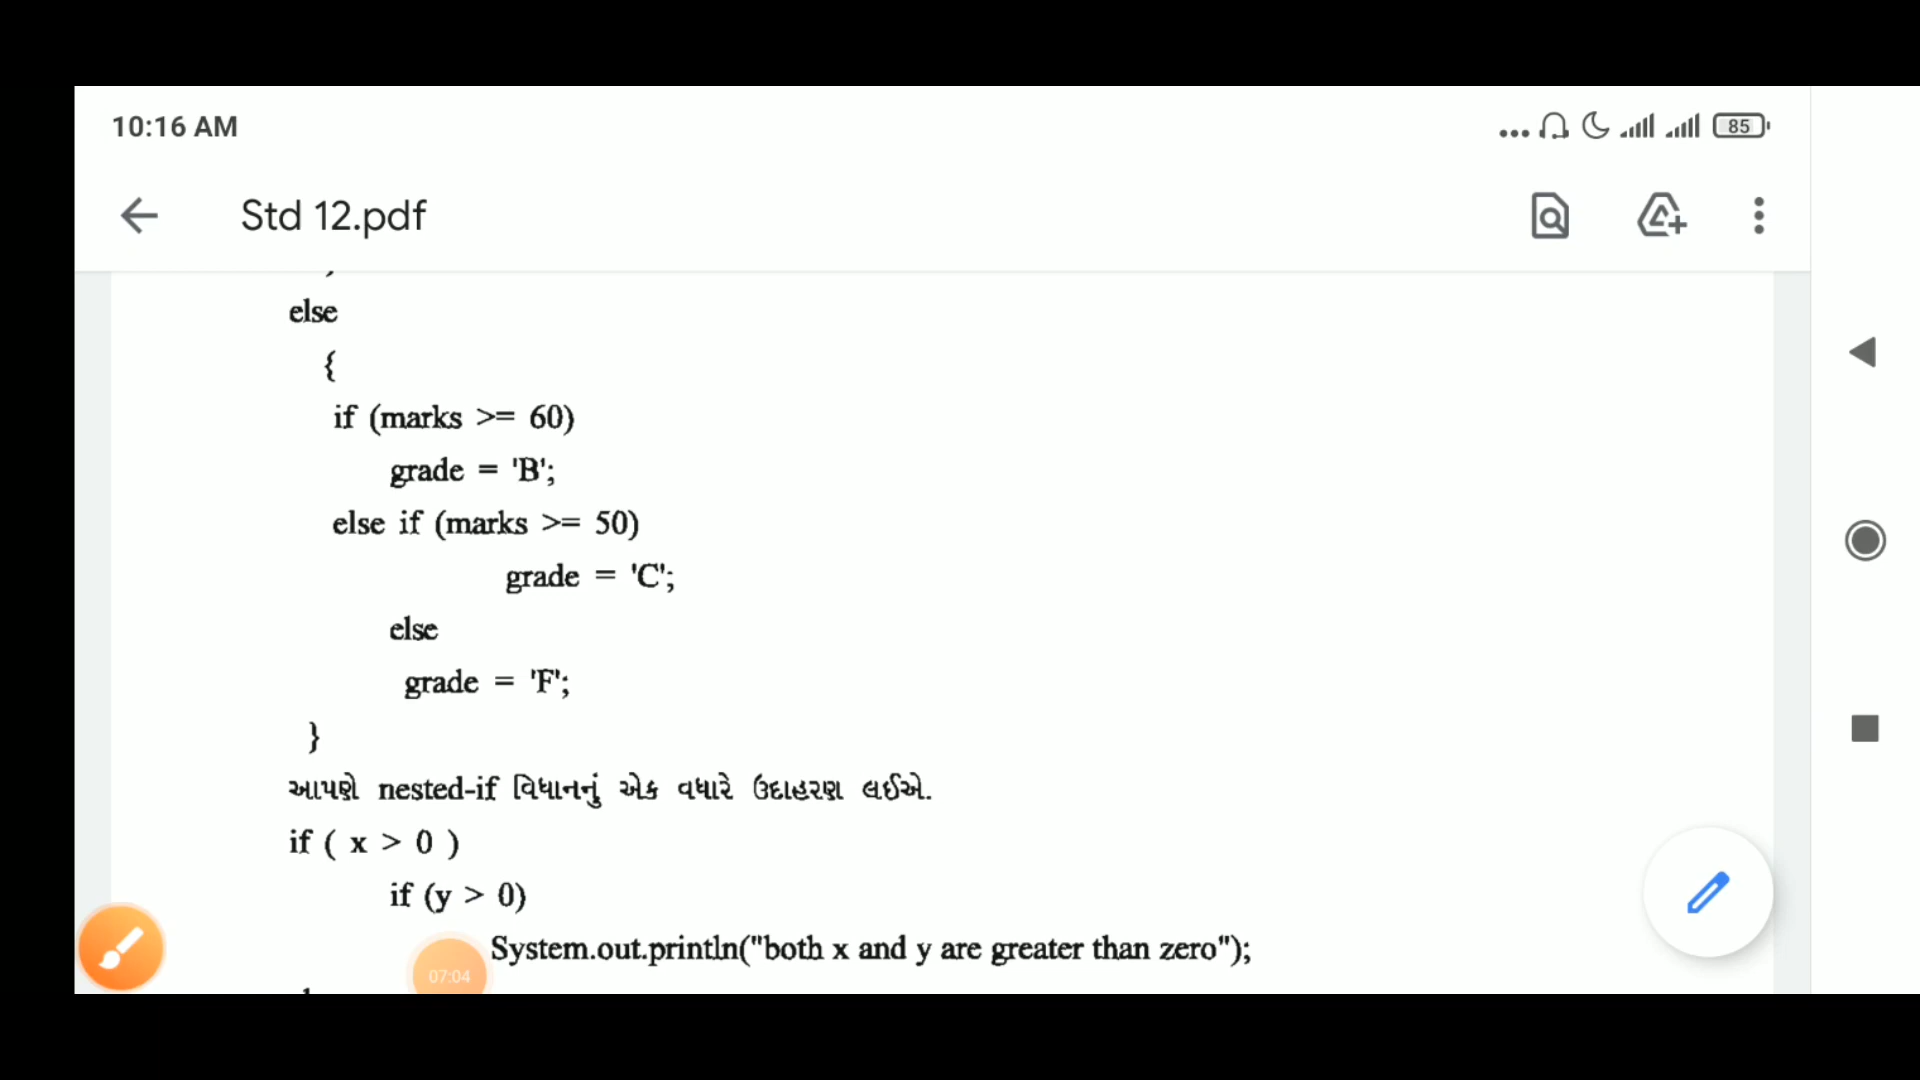 10:16 AM
85
Std 12.pdf
else
{
if (marks >= 60)
grade = 'B';
else if (marks >= 50)
grade = 'C';
else
grade = 'F';
}
આપણે nested-if વિધાનનું એક વધારે ઉદાહરણ લઈએ.
if ( x > 0 )
if (y > 0)
System.out.println("both x and y are greater than zero");
07:04